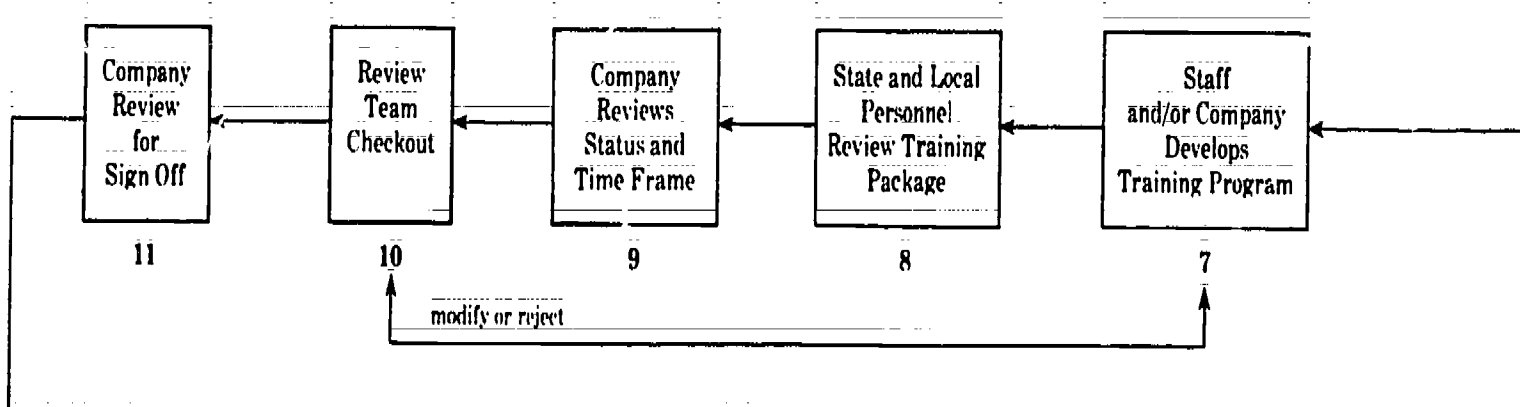 Company
Review
for
Sign Off
11
Review
Team
Checkout
10
Company
Reviews
Status and
Time Frame
9
State and Local
Personnel
Review Training
Package
8
Staff
and/or Company
Develops
Training Program
7
modify or reject